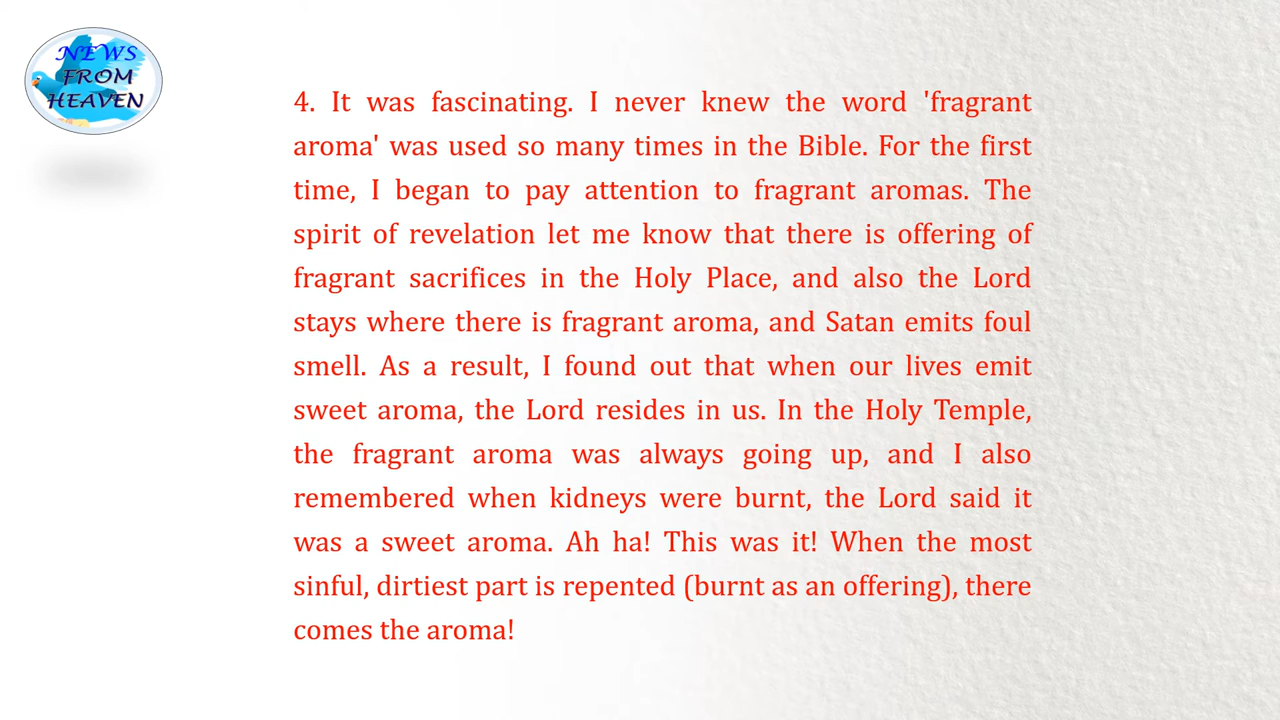 NEWS
FROM
HEAVEN
4. It was fascinating. I never knew the word 'fragrant
aroma' was used so many times in the Bible. For the first
time, I began to pay attention to fragrant aromas. The
spirit of revelation let me know that there is offering of
fragrant sacrifices in the Holy Place, and also the Lord
stays where there is fragrant aroma, and Satan emits foul
smell. As a result, I found out that when our lives emit
sweet aroma, the Lord resides in us. In the Holy Temple,
the fragrant aroma was always going up, and I also
remembered when kidneys were burnt, the Lord said it
was a sweet aroma. Ah ha! This was it! When the most
sinful, dirtiest part is repented (burnt as an offering), there
comes the aroma!